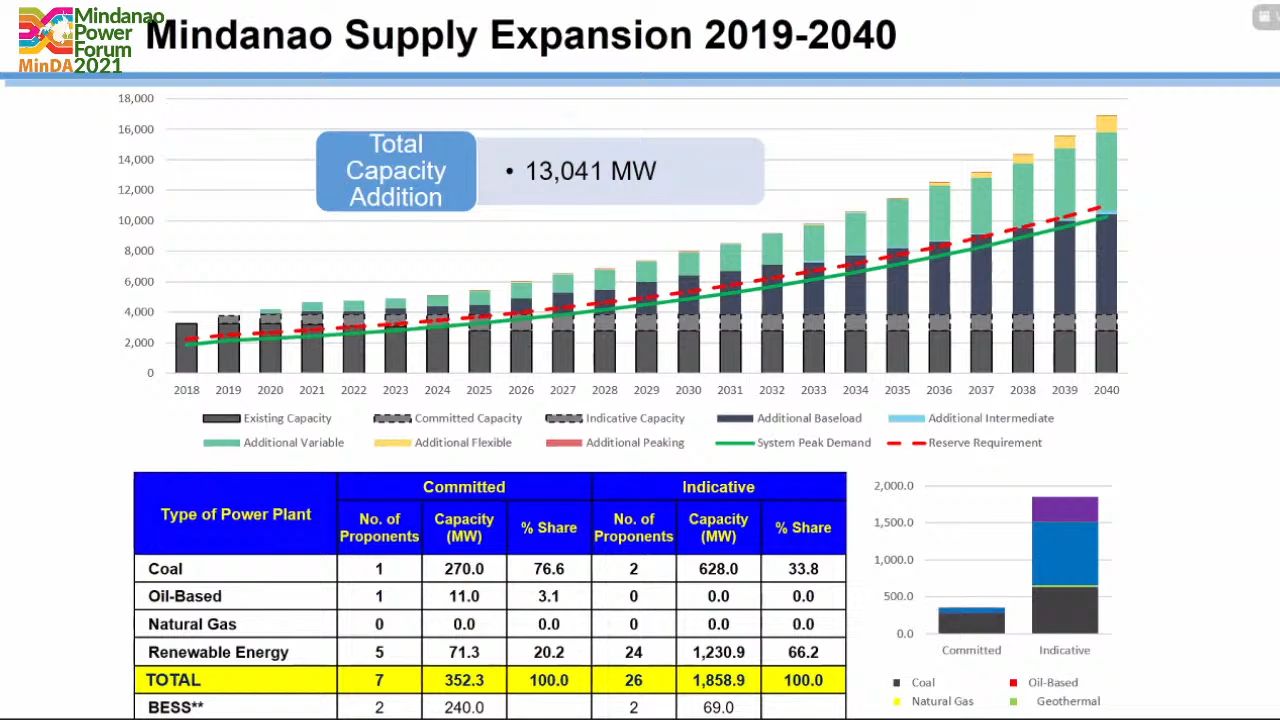 Mindanao
Power
Forum
MinDA 2021
Mindanao Supply Expansion 2019-2040
18,000
16,000
14,000
12,000
10,000
8,000
6,000
4,000
2,000
0
Total
Capacity
Addition
• 13,041 MW
2018 2019 2020 2021 2022 2023 2024 2025 2026 2027 2028 2029 2030 2031 2032 2033 2034 2035 2036 2037 2038 2039 2040
Existing Capacity Committed Capacity Indicative Capacity Additional Baseload Additional Intermediate
Additional Variable Additional Flexible Additional Peaking System Peak Demand Reserve Requirement
Type of Power Plant Committed Indicative
No. of Proponents Capacity (MW) % Share No. of Proponents Capacity (MW) % Share
Coal 1 270.0 76.6 2 628.0 33.8
Oil-Based 1 11.0 3.1 0 0.0 0.0
Natural Gas 0 0.0 0.0 0 0.0 0.0
Renewable Energy 5 71.3 20.2 24 1,230.9 66.2
TOTAL 7 352.3 100.0 26 1,858.9 100.0
BESS** 2 240.0 2 69.0
2,000.0
1,500.0
1,000.0
500.0
0.0
Committed Indicative
Coal Oil-Based
Natural Gas Geothermal